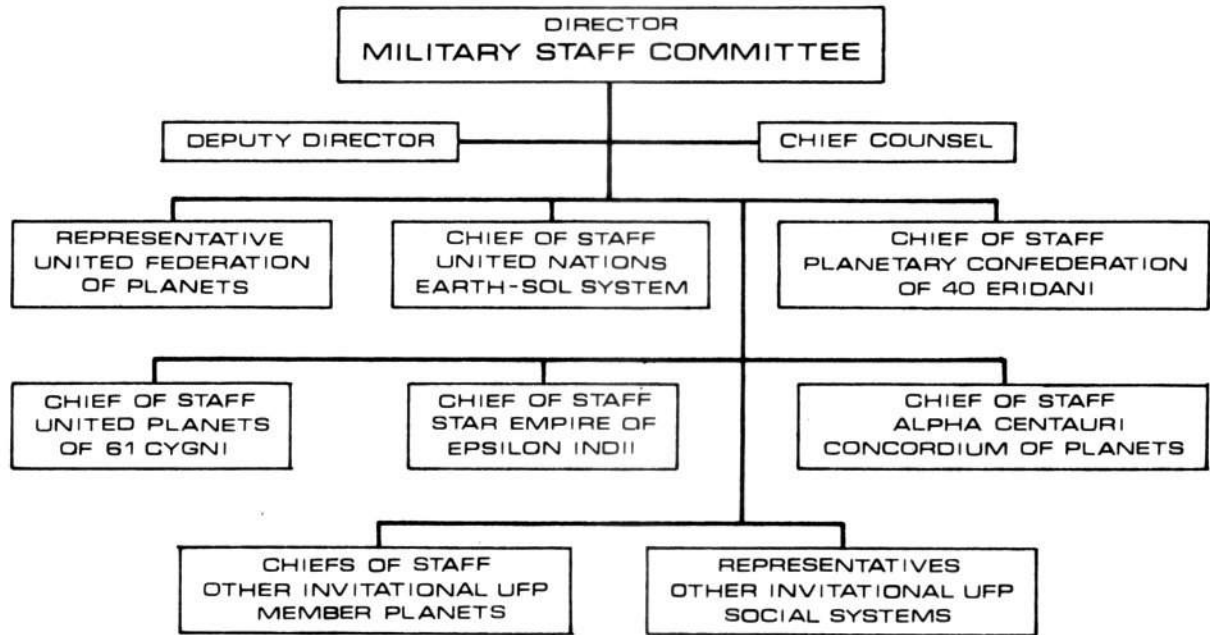 DIRECTOR
MILITARY STAFF COMMITTEE
DEPUTY DIRECTOR
CHIEF COUNSEL
REPRESENTATIVE
UNITED FEDERATION
OF PLANETS
CHIEF OF STAFF
UNITED NATIONS
EARTH-SOL SYSTEM
CHIEF OF STAFF
PLANETARY CONFEDERATION
OF 40 ERIDANI
CHIEF OF STAFF
UNITED PLANETS
OF 61 CYGNI
CHIEF OF STAFF
STAR EMPIRE OF
EPSILON INDII
CHIEF OF STAFF
ALPHA CENTAURI
CONCORDIUM OF PLANETS
CHIEFS OF STAFF
OTHER INVITATIONAL UFP
MEMBER PLANETS
REPRESENTATIVES
OTHER INVITATIONAL UFP
SOCIAL SYSTEMS